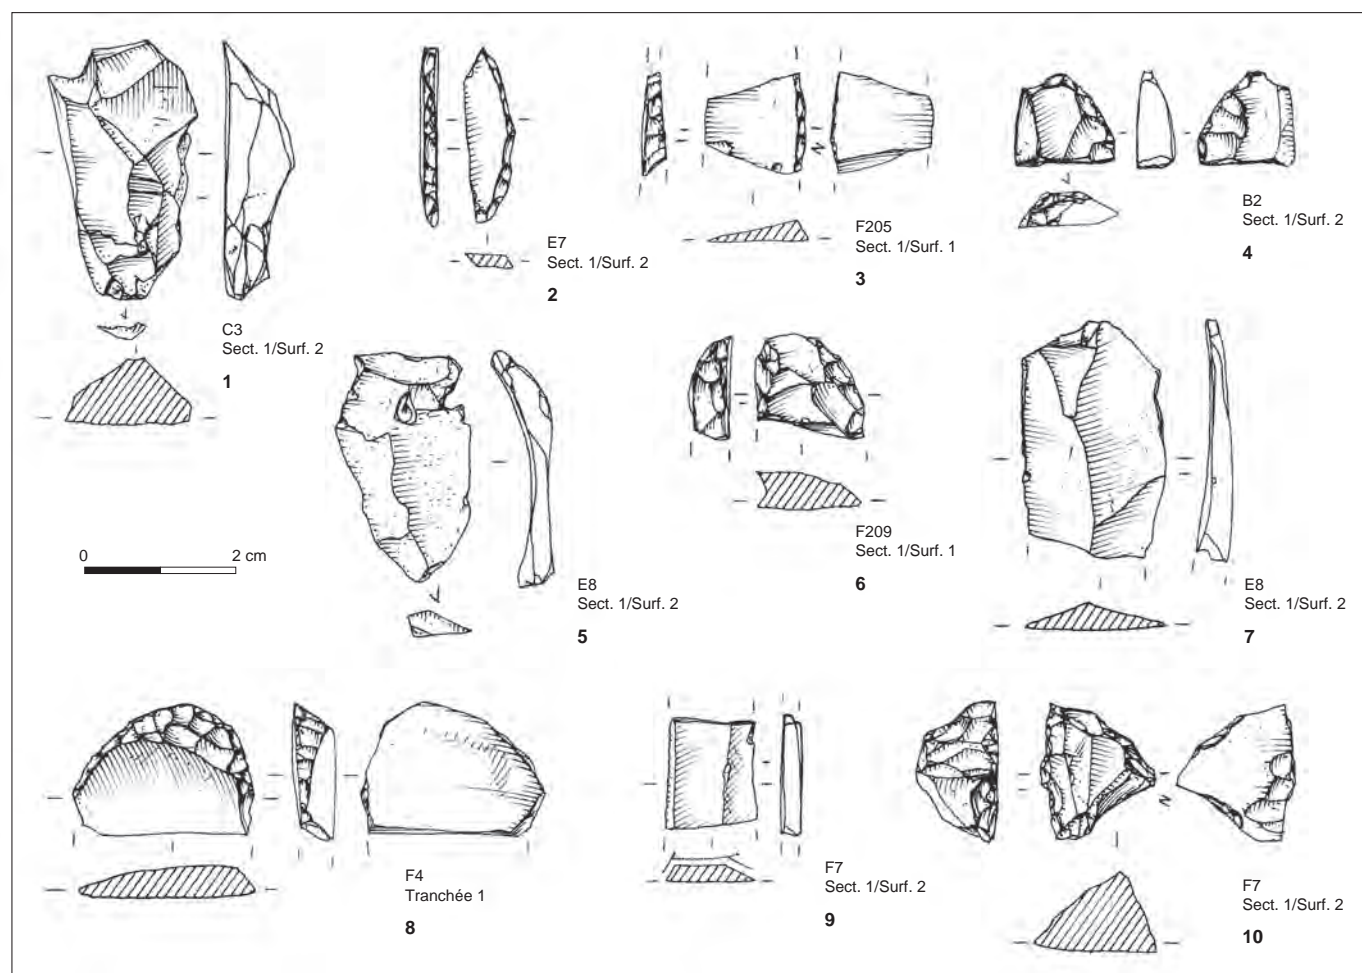 C3
Sect. 1/Surf. 2
1
E7
Sect. 1/Surf. 2
2
F205
Sect. 1/Surf. 1
3
B2
Sect. 1/Surf. 2
4
0 2 cm
E8
Sect. 1/Surf. 2
5
F209
Sect. 1/Surf. 1
6
E8
Sect. 1/Surf. 2
7
F4
Tranchée 1
8
F7
Sect. 1/Surf. 2
9
F7
Sect. 1/Surf. 2
10